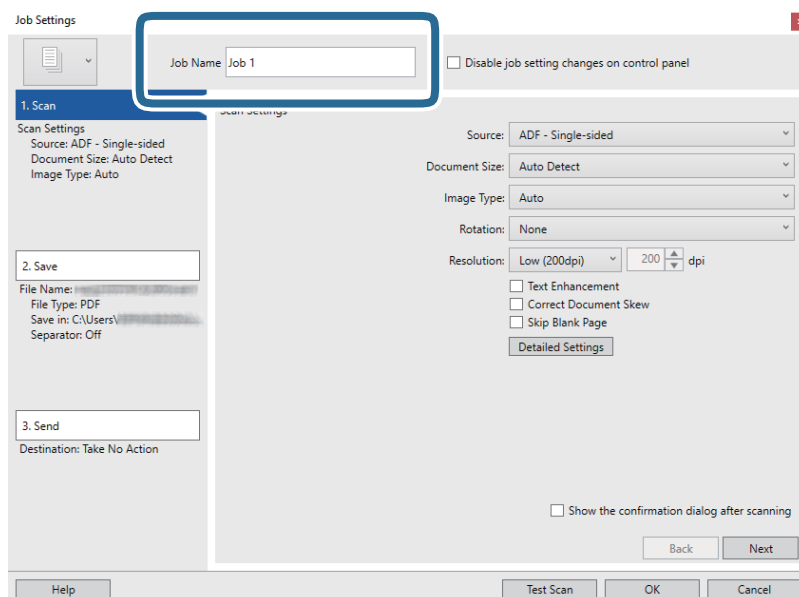 Job Settings
Job Name Job 1
Disable job setting changes on control panel
1. Scan
Scan Settings
Source: ADF - Single-sided
Document Size: Auto Detect
Image Type: Auto
2. Save
File Name:
File Type: PDF
Save in: C:\Users\
Separator: Off
3. Send
Destination: Take No Action
Scan Settings
Source: ADF - Single-sided
Document Size: Auto Detect
Image Type: Auto
Rotation: None
Resolution: Low (200dpi) 200 dpi
Text Enhancement
Correct Document Skew
Skip Blank Page
Detailed Settings
Show the confirmation dialog after scanning
Back Next
Help Test Scan OK Cancel